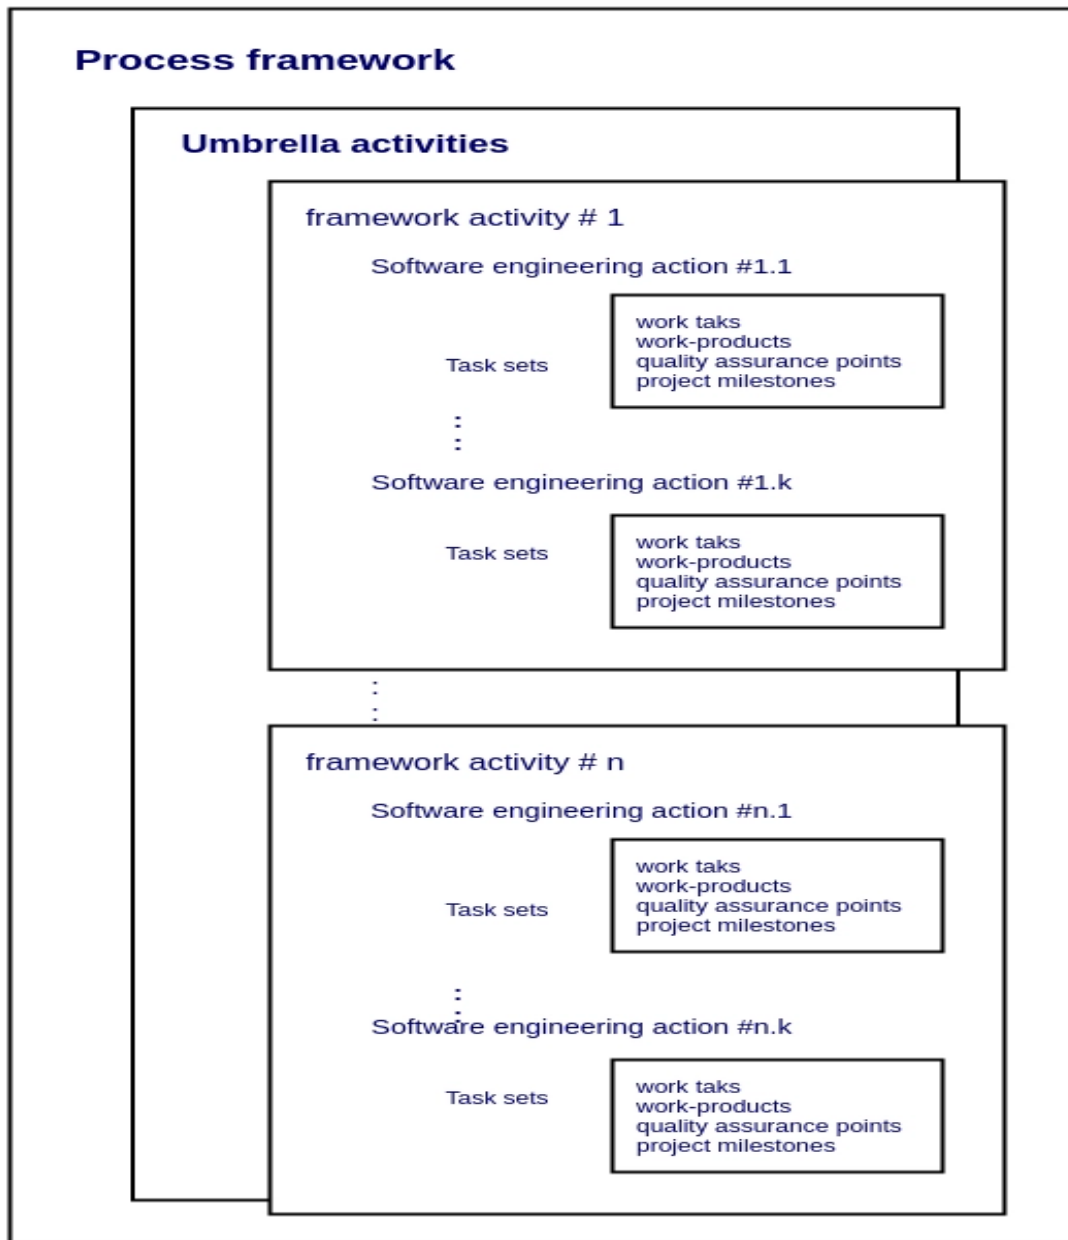 Process framework
Umbrella activities
framework activity # 1
Software engineering action #1.1
work taks
work-products
Task sets
quality assurance points
project milestones
Software engineering action #1.k
work taks
Task sets
work-products
quality assurance points
project milestones
framework activity # n
Software engineering action #n.1
work taks
work-products
Task sets
quality assurance points
project milestones
Software engineering action #n.k
work taks
Task sets
work-products
quality assurance points
project milestones